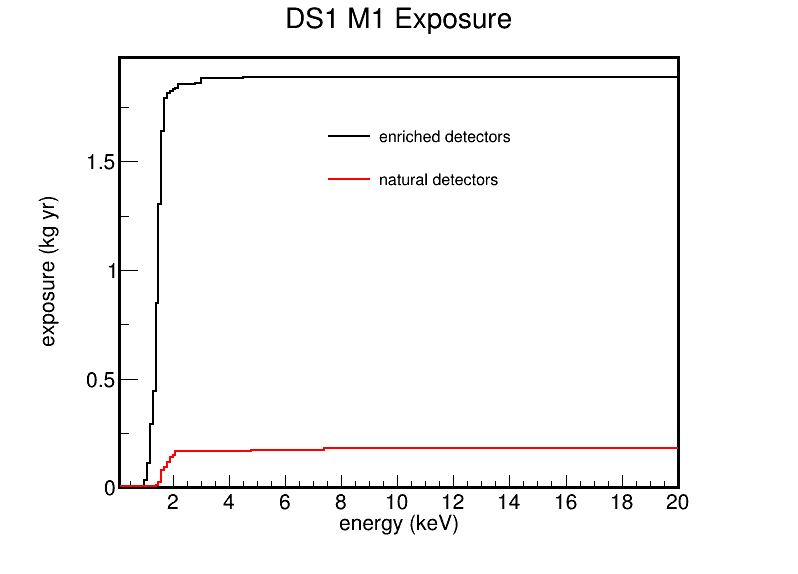 DS1 M1 Exposure
exposure (kg yr)
1.5
1
0.5
0
enriched detectors
natural detectors
2 4 6 8 10 12 14 16 18 20
energy (keV)